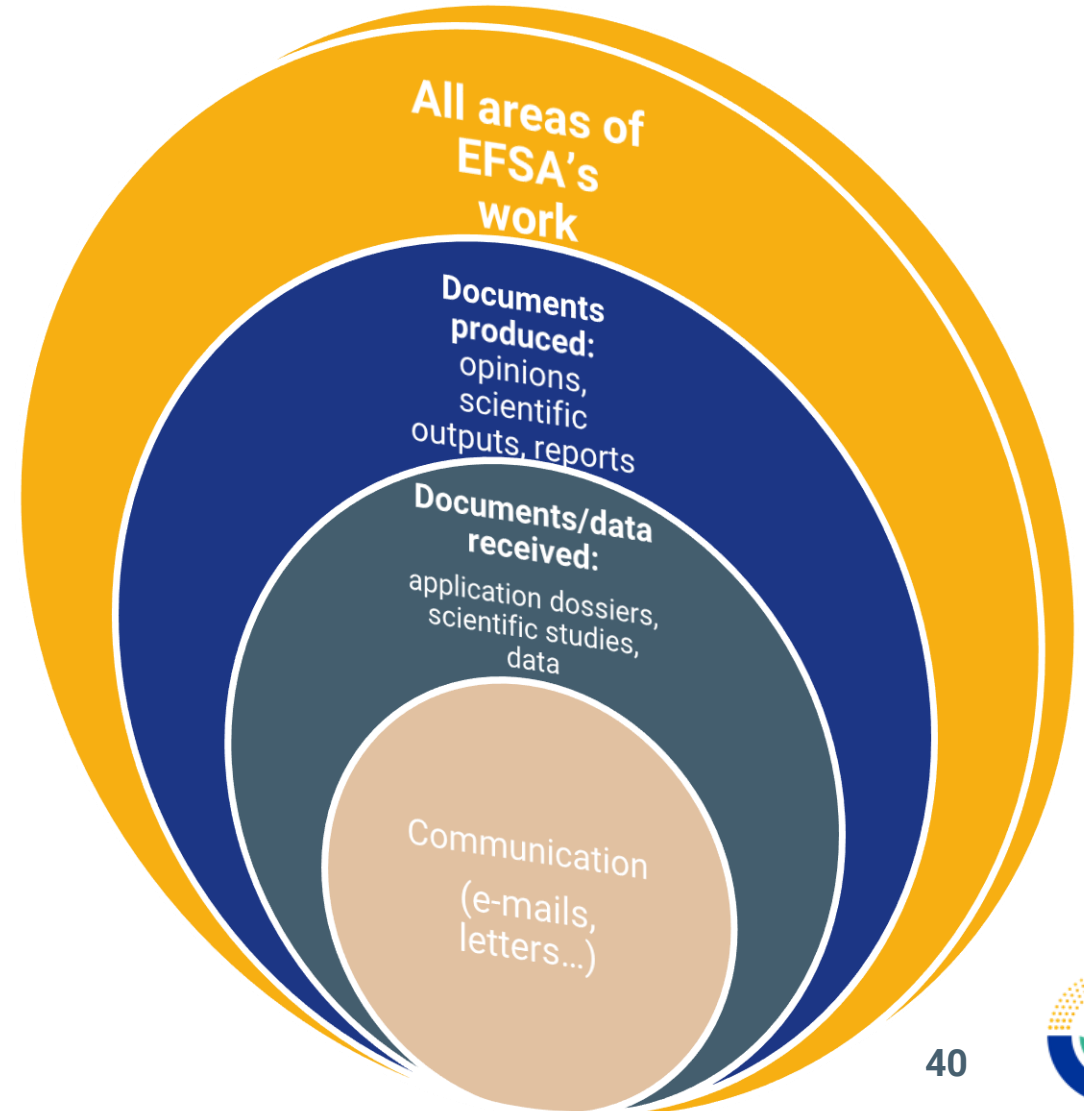 All areas of
EFSA’s
work
Documents
produced:
opinions,
scientific
outputs, reports
Documents/data
received:
application dossiers,
scientific studies,
data
Communication
(e-mails,
letters…)
40